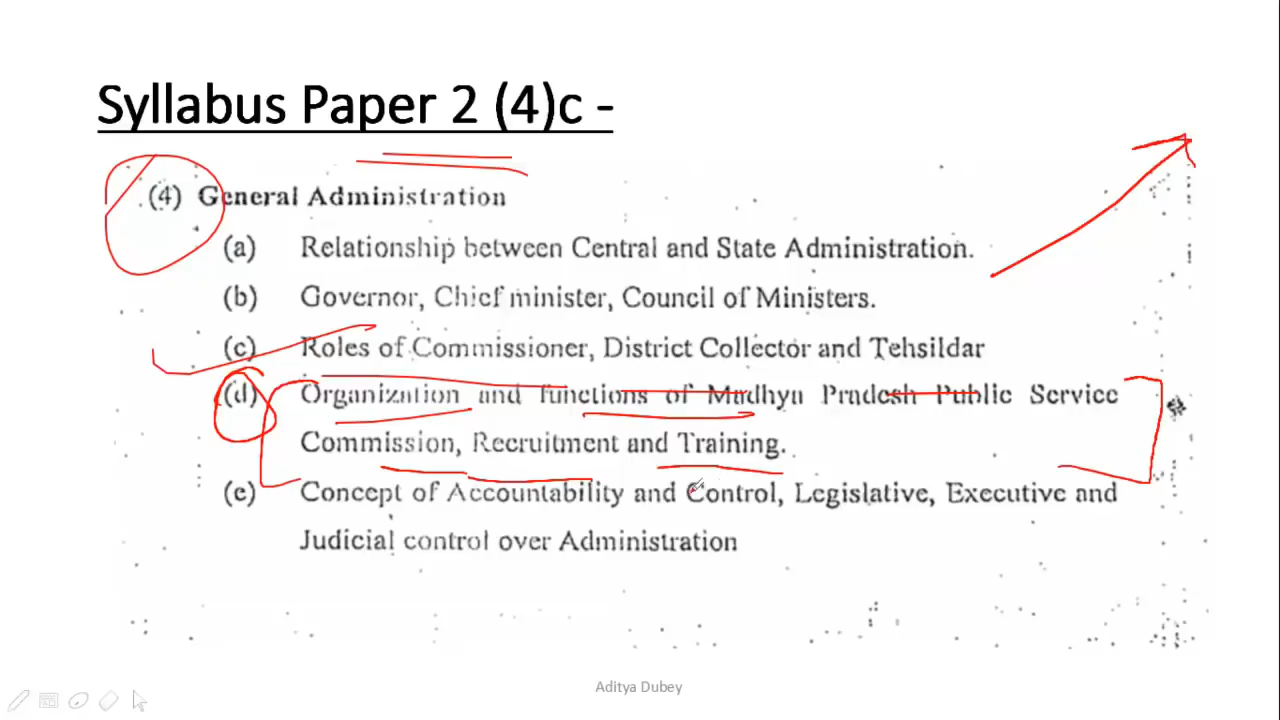 Syllabus Paper 2 (4)c -
(4) General Administration
(a) Relationship between Central and State Administration.
(b) Governor, Chief minister, Council of Ministers.
(c) Roles of Commissioner, District Collector and Tehsildar
(d) Organization and functions of Madhya Pradesh Public Service
Commission, Recruitment and Training.
(e) Concept of Accountability and Control, Legislative, Executive and
Judicial control over Administration
Aditya Dubey